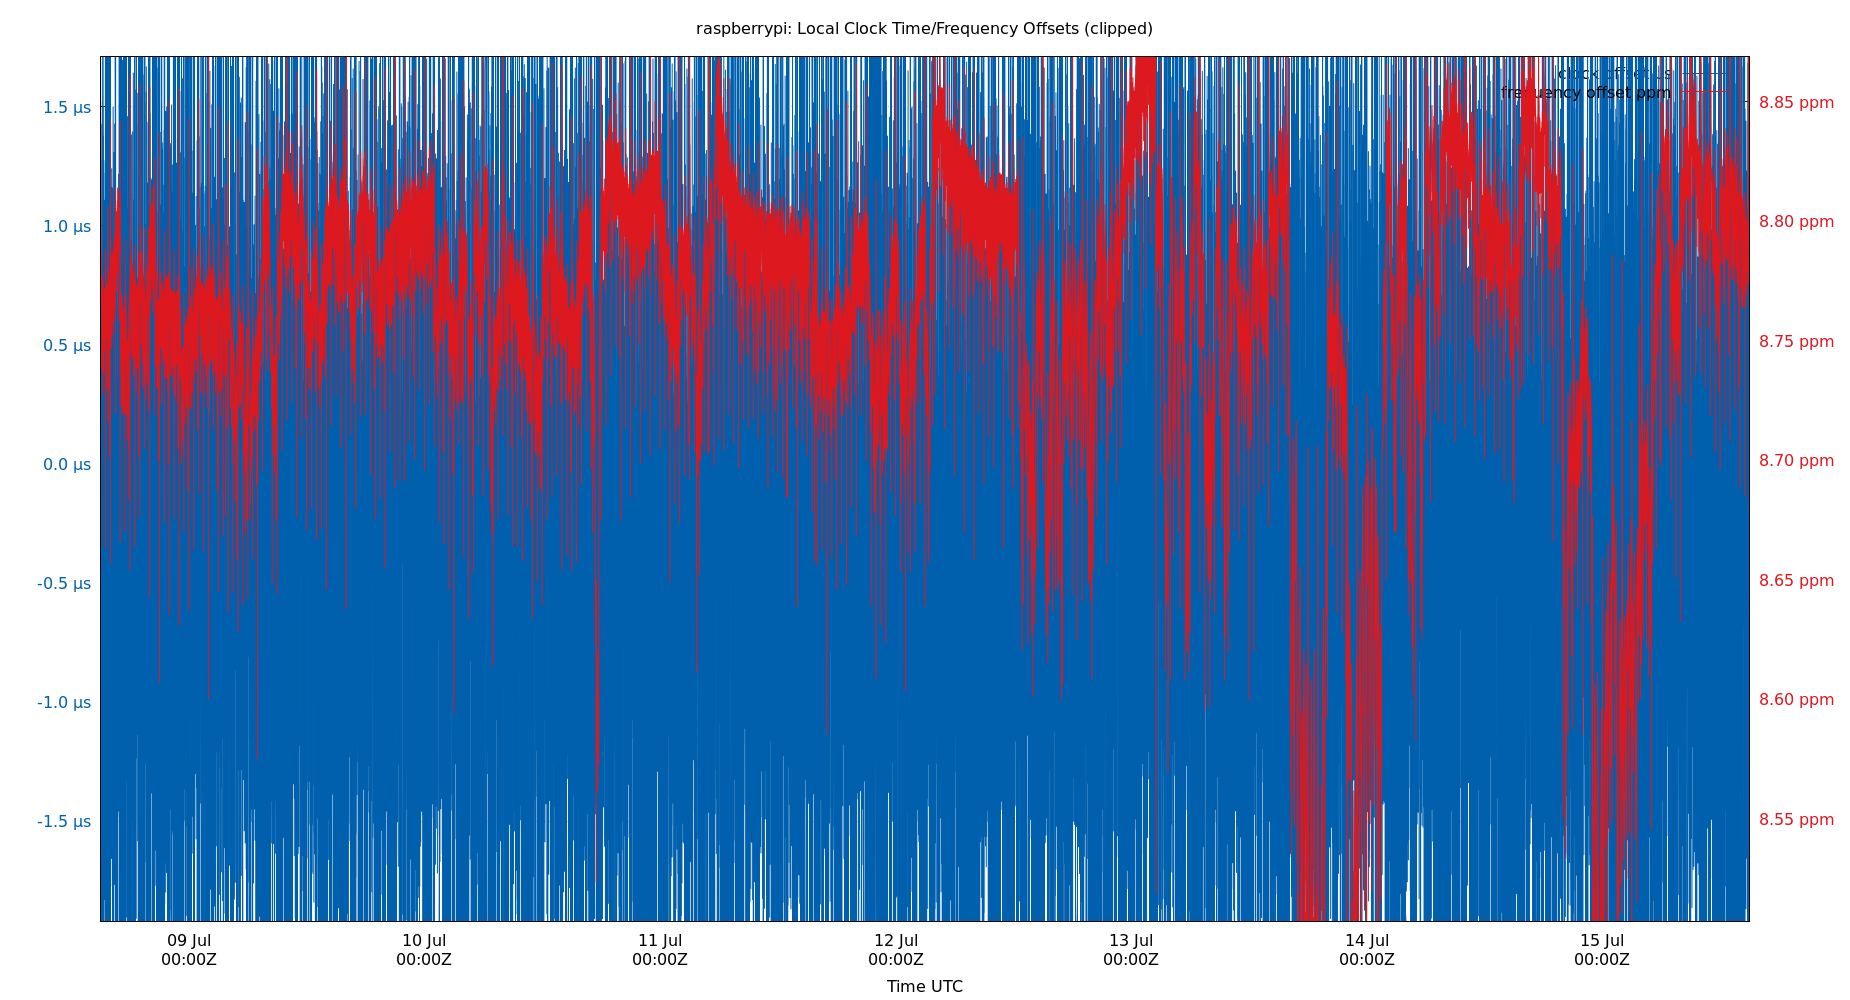 raspberrypi: Local Clock Time/Frequency Offsets (clipped)
clock offset µs
frequency offset ppm
1.5 µs
1.0 µs
0.5 µs
0.0 µs
-0.5 µs
-1.0 µs
-1.5 µs
8.85 ppm
8.80 ppm
8.75 ppm
8.70 ppm
8.65 ppm
8.60 ppm
8.55 ppm
09 Jul 10 Jul 11 Jul 12 Jul 13 Jul 14 Jul 15 Jul
00:00Z 00:00Z 00:00Z 00:00Z 00:00Z 00:00Z 00:00Z
Time UTC